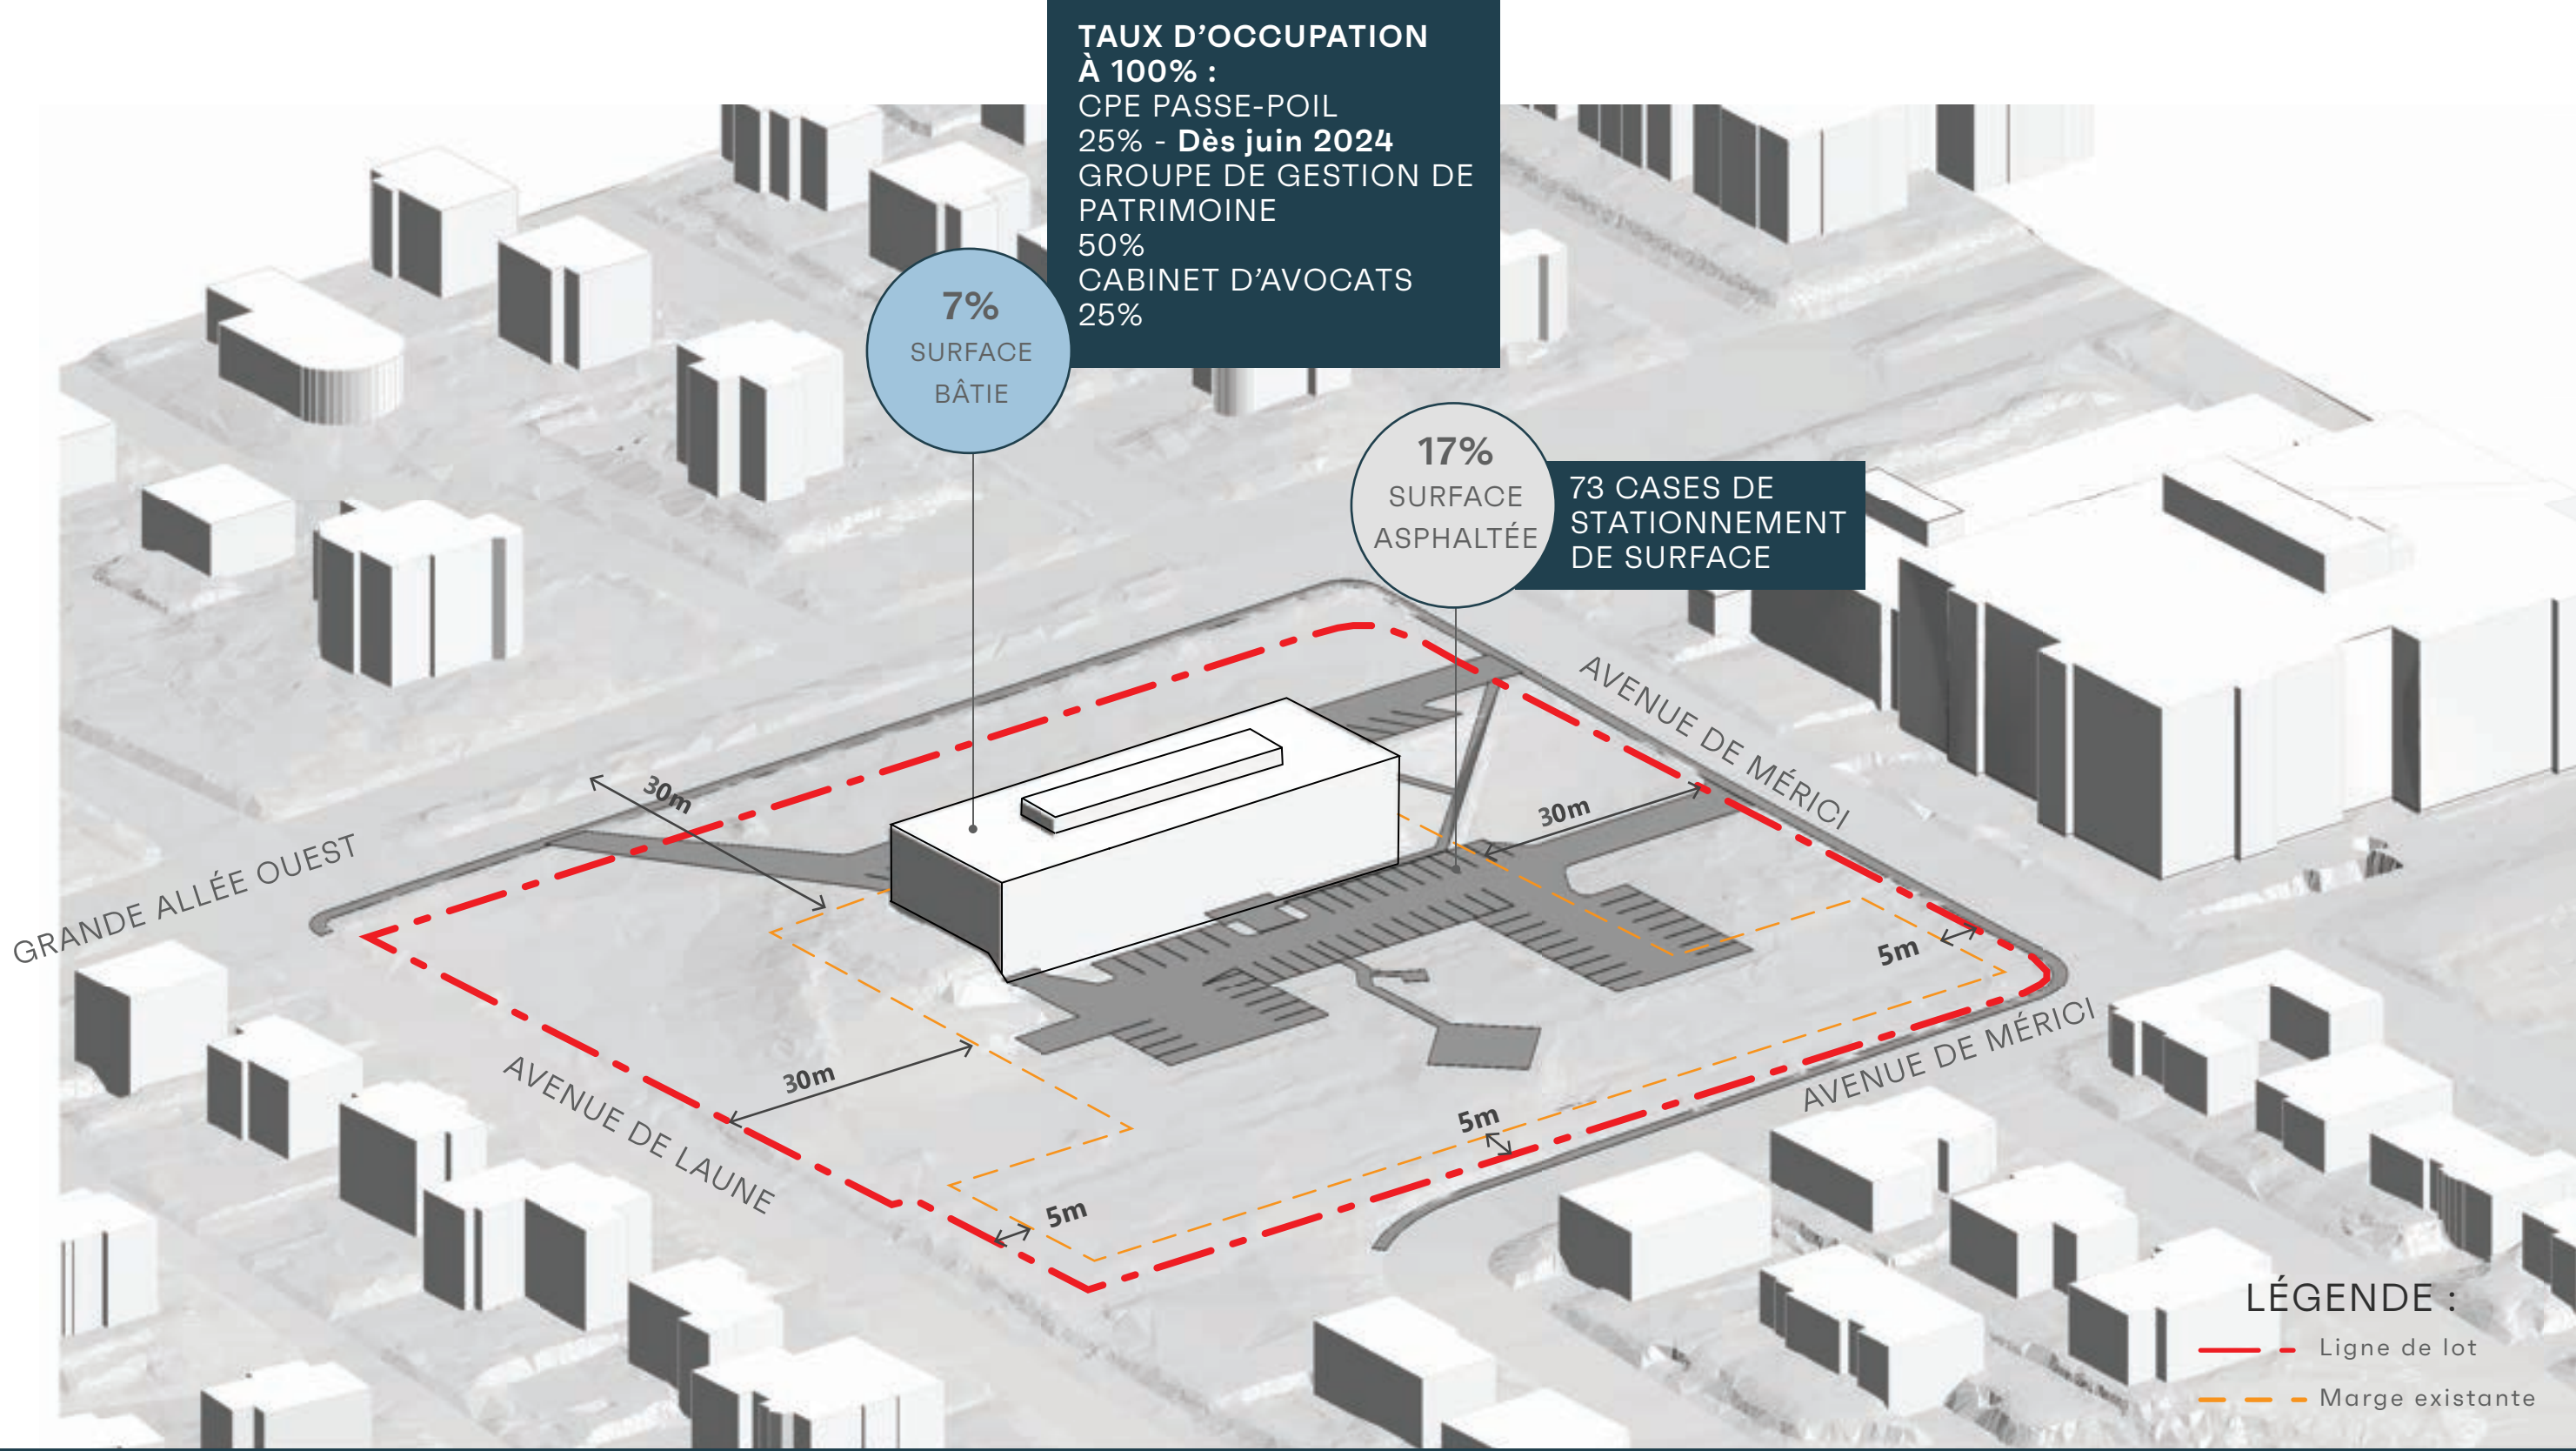 TAUX D'OCCUPATION
À 100% :
CPE PASSE-POIL
25% - Dès juin 2024
GROUPE DE GESTION DE
PATRIMOINE
50%
CABINET D'AVOCATS
25%
7%
SURFACE
BÂTIE
17%
SURFACE
ASPHALTÉE
73 CASES DE
STATIONNEMENT
DE SURFACE
AVENUE DE MÉRICI
30m
30m
GRANDE ALLÉE OUEST
5m
AVENUE DE MÉRICI
30m
AVENUE DE LAUNE
5m
5m
LÉGENDE :
Ligne de lot
Marge existante